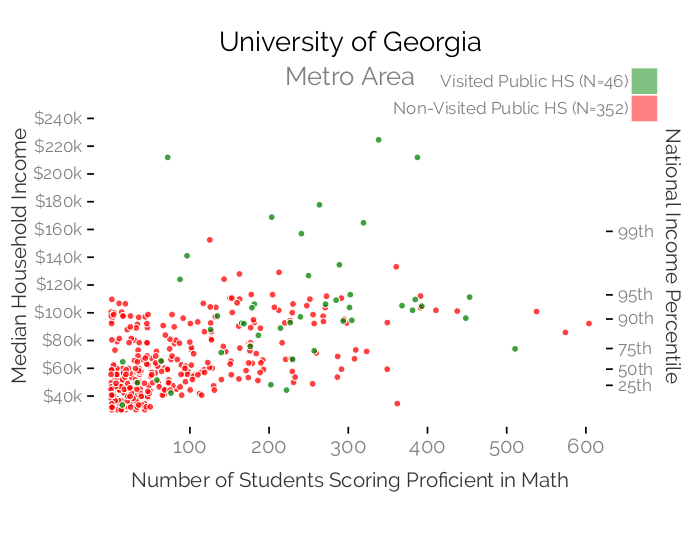 University of Georgia
Metro Area
Visited Public HS (N=46)
Non-Visited Public HS (N=352)
Median Household Income
$240k
$220k
$200k
$180k
$160k
$140k
$120k
$100k
$80k
$60k
$40k
National Income Percentile
99th
95th
90th
75th
50th
25th
100 200 300 400 500 600
Number of Students Scoring Proficient in Math